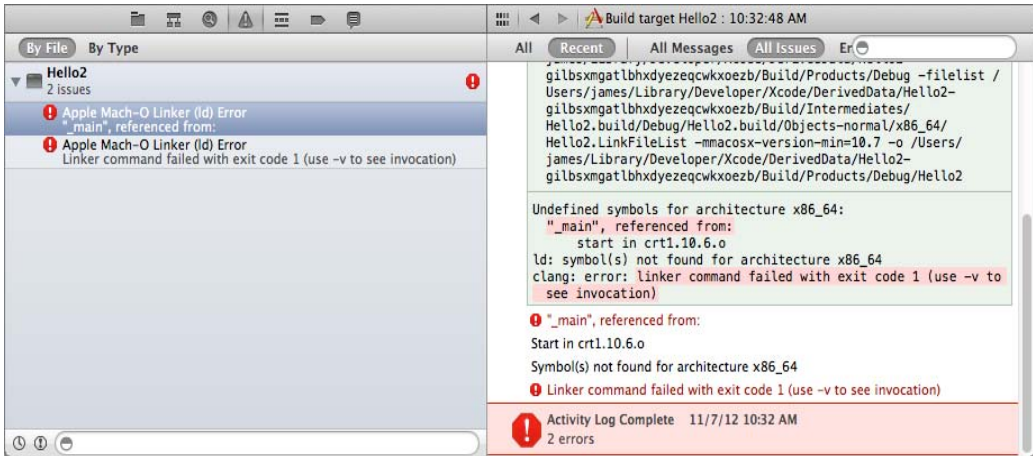 Build target Hello2 : 10:32:48 AM
By File By Type
All Recent All Messages All Issues Er
Hello2
2 issues
Apple Mach-O Linker (ld) Error
"_main", referenced from:
Apple Mach-O Linker (ld) Error
Linker command failed with exit code 1 (use -v to see invocation)
gilbsxmgatlbhxdyezeqcwkxoezb/Build/Products/Debug -filelist /
Users/james/Library/Developer/Xcode/DerivedData/Hello2-
gilbsxmgatlbhxdyezeqcwkxoezb/Build/Intermediates/
Hello2.build/Debug/Hello2.build/Objects-normal/x86_64/
Hello2.LinkFileList -mmacosx-version-min=10.7 -o /Users/
james/Library/Developer/Xcode/DerivedData/Hello2-
gilbsxmgatlbhxdyezeqcwkxoezb/Build/Products/Debug/Hello2
Undefined symbols for architecture x86_64:
"_main", referenced from:
start in crt1.10.6.o
ld: symbol(s) not found for architecture x86_64
clang: error: linker command failed with exit code 1 (use -v to
see invocation)
"_main", referenced from:
Start in crt1.10.6.o
Symbol(s) not found for architecture x86_64
Linker command failed with exit code 1 (use -v to see invocation)
Activity Log Complete 11/7/12 10:32 AM
2 errors